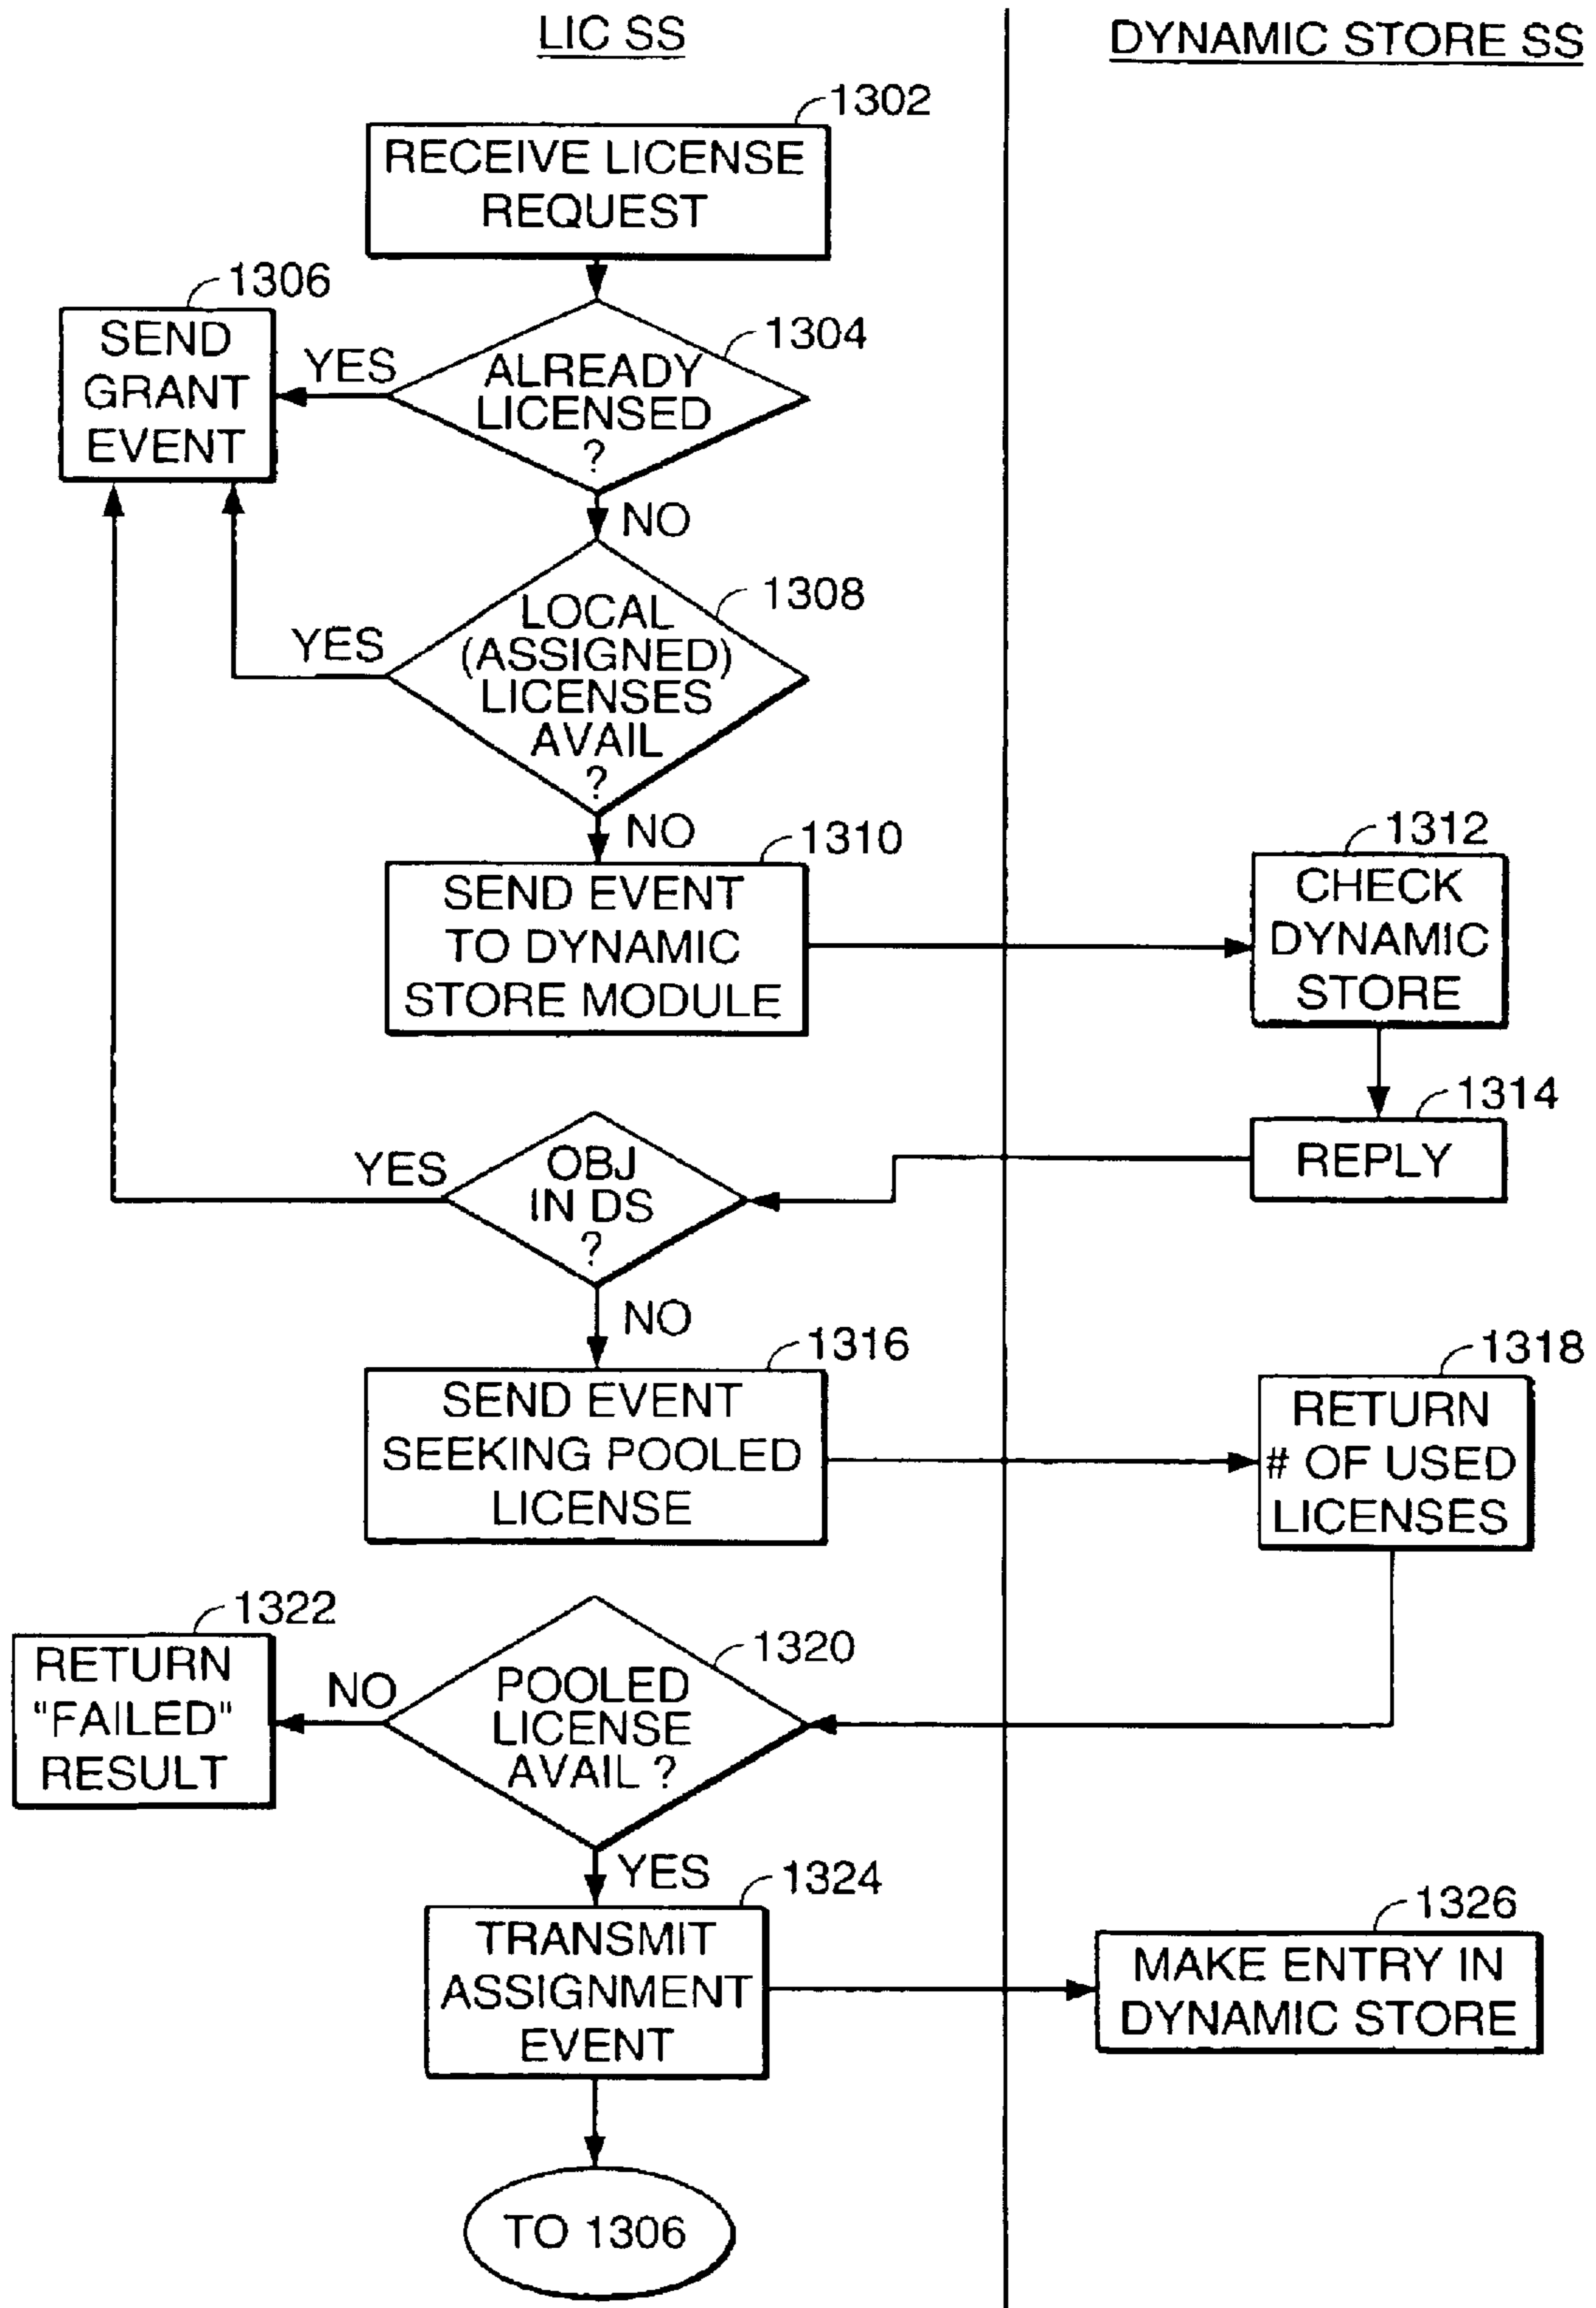 LIC SS
DYNAMIC STORE SS
1302
RECEIVE LICENSE
REQUEST
1306
SEND
GRANT
EVENT
YES
1304
ALREADY
LICENSED
?
NO
1308
LOCAL
(ASSIGNED)
LICENSES
AVAIL
?
YES
NO
1310
SEND EVENT
TO DYNAMIC
STORE MODULE
1312
CHECK
DYNAMIC
STORE
1314
REPLY
YES
OBJ
IN DS
?
NO
1316
SEND EVENT
SEEKING POOLED
LICENSE
1318
RETURN
# OF USED
LICENSES
1322
RETURN
"FAILED"
RESULT
NO
1320
POOLED
LICENSE
AVAIL ?
YES
1324
TRANSMIT
ASSIGNMENT
EVENT
1326
MAKE ENTRY IN
DYNAMIC STORE
TO 1306